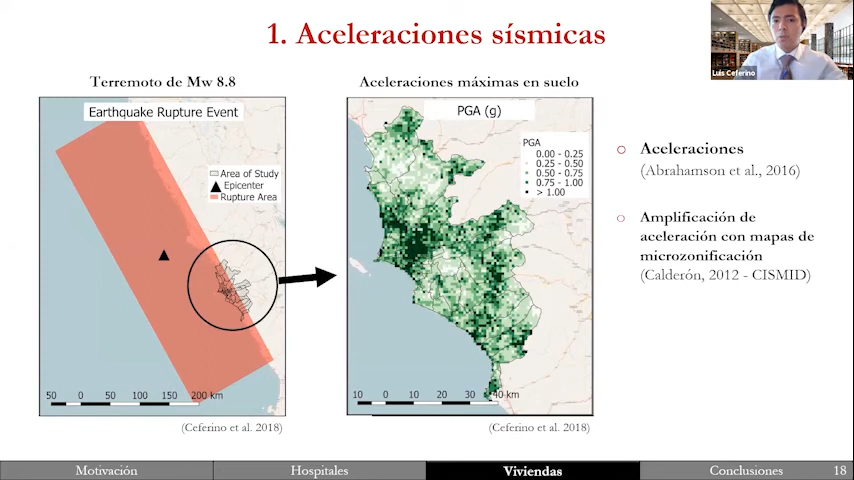 1. Aceleraciones sísmicas
Luis Ceferino
Terremoto de Mw 8.8
Earthquake Rupture Event
Area of Study
Epicenter
Rupture Area
50 0 50 100 150 200 km
(Ceferino et al. 2018)
Aceleraciones máximas en suelo
PGA (g)
PGA
0.00 - 0.25
0.25 - 0.50
0.50 - 0.75
0.75 - 1.00
> 1.00
10 0 10 20 30 40 km
(Ceferino et al. 2018)
Aceleraciones
(Abrahamson et al., 2016)
Amplificación de
aceleración con mapas de
microzonificación
(Calderón, 2012 - CISMID)
Motivación Hospitales Viviendas Conclusiones 18